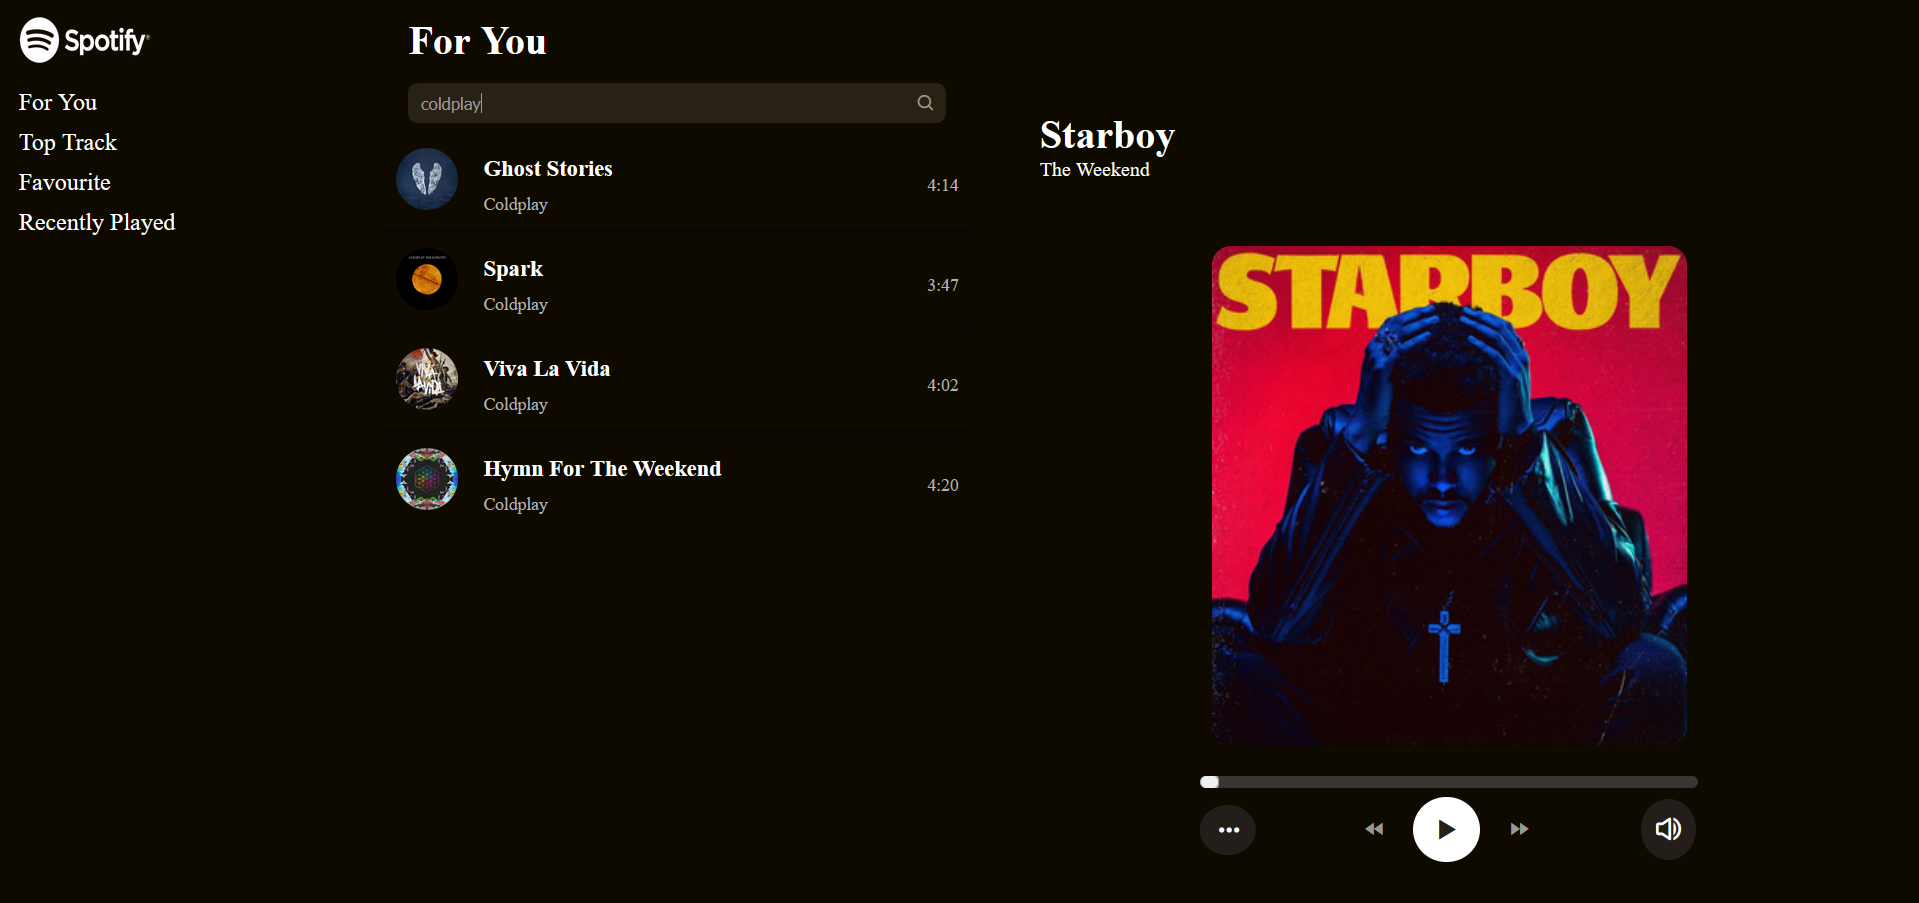 Spotify®
For You
Top Track
Favourite
Recently Played
For You
coldplay
Ghost Stories
Coldplay
4:14
Spark
Coldplay
3:47
Viva La Vida
Coldplay
4:02
Hymn For The Weekend
Coldplay
4:20
Starboy
The Weekend
STARBOY